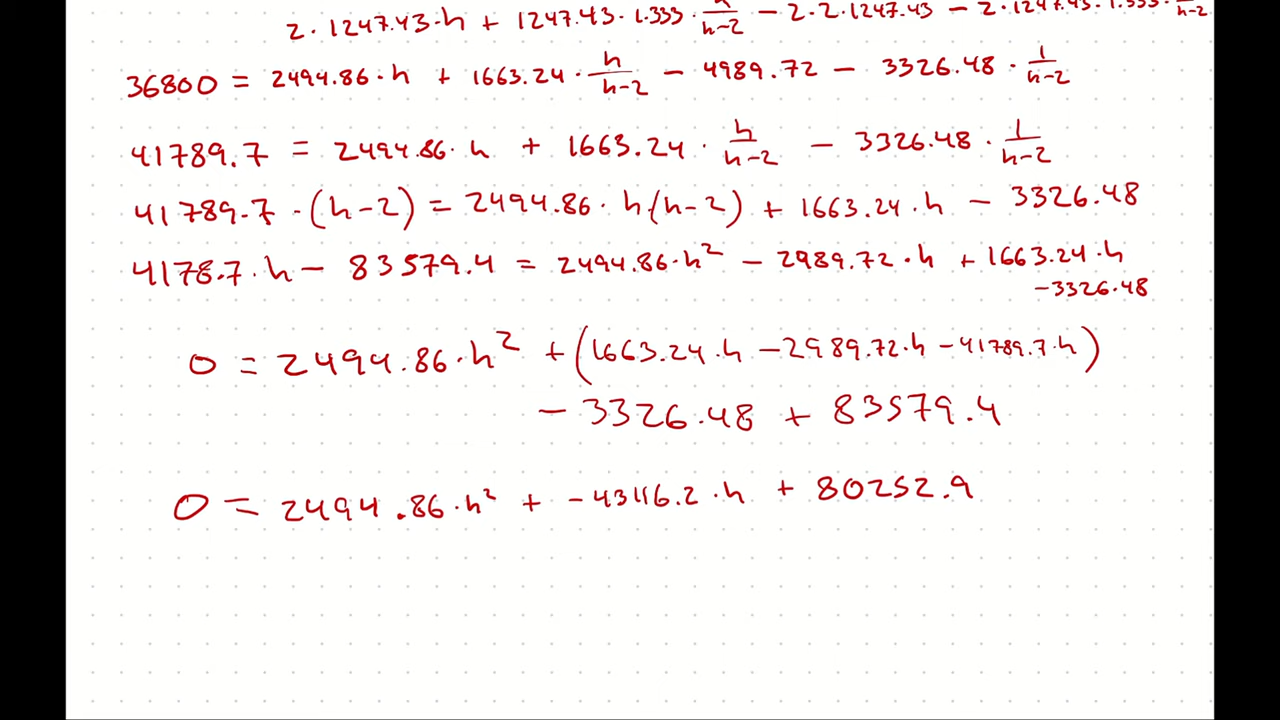 2·1247.43·h + 1247.43·1.333·h/(h-2) - 2·2·1247.43 - 2·1247.43·1.333·1/(h-2)
36800 = 2494.86·h + 1663.24·h/(h-2) - 4989.72 - 3326.48·1/(h-2)
41789.7 = 2494.86·h + 1663.24·h/(h-2) - 3326.48·1/(h-2)
41789.7·(h-2) = 2494.86·h(h-2) + 1663.24·h - 3326.48
4178.7·h - 83579.4 = 2494.86·h² - 2989.72·h + 1663.24·h
-3326.48
0 = 2494.86·h² + (1663.24·h - 2989.72·h - 41789.7·h)
- 3326.48 + 83579.4
0 = 2494.86·h² + -43116.2·h + 80252.9